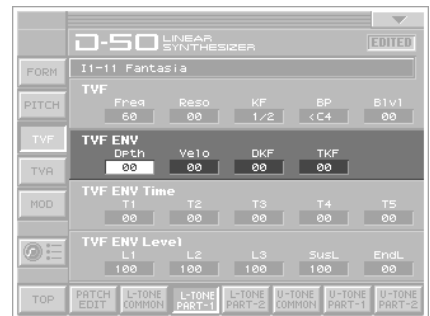 D-50 LINEAR SYNTHESIZER EDITED
FORM I1-11 Fantasia
TVF
PITCH Freq Reso KF BP Blvl
60 00 1/2 <C4 00
TVF TVF ENV
Dpth Velo DKF TKF
00 00 00 00
TVA
TVF ENV Time
MOD T1 T2 T3 T4 T5
00 00 00 00 00
TVF ENV Level
L1 L2 L3 SusL EndL
100 100 100 100 00
TOP PATCH EDIT L-TONE COMMON L-TONE PART-1 L-TONE PART-2 U-TONE COMMON U-TONE PART-1 U-TONE PART-2